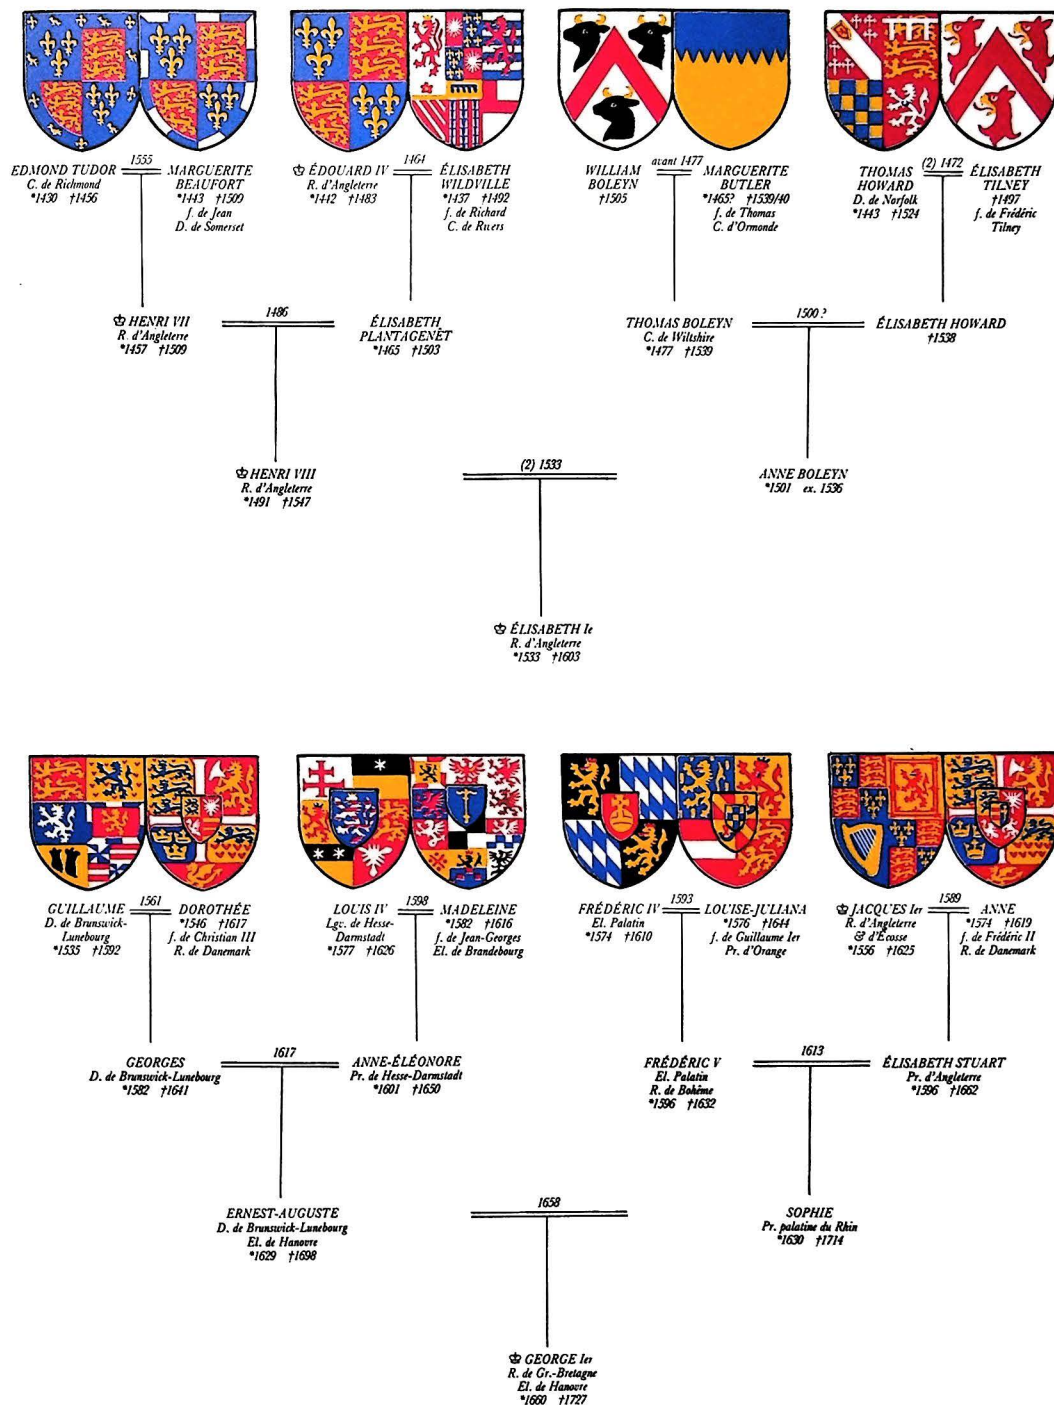 1555
EDMOND TUDOR
C. de Richmond
*1430 †1456
MARGUERITE
BEAUFORT
*1443 †1509
f. de Jean
D. de Somerset
1464
ÉDOUARD IV
R. d'Angleterre
*1442 †1483
ÉLISABETH
WILDVILLE
*1437 †1492
f. de Richard
C. de Rivers
avant 1477
WILLIAM
BOLEYN
†1505
MARGUERITE
BUTLER
*1465? †1539/40
f. de Thomas
C. d'Ormonde
(2) 1472
THOMAS
HOWARD
D. de Norfolk
*1443 †1524
ÉLISABETH
TILNEY
†1497
f. de Frédéric
Tilney
1486
HENRI VII
R. d'Angleterre
*1457 †1509
ÉLISABETH
PLANTAGENÊT
*1465 †1503
1500 ?
THOMAS BOLEYN
C. de Wiltshire
*1477 †1539
ÉLISABETH HOWARD
†1538
(2) 1533
HENRI VIII
R. d'Angleterre
*1491 †1547
ANNE BOLEYN
*1501 ex. 1536
ÉLISABETH Ie
R. d'Angleterre
*1533 †1603
1561
GUILLAUME
D. de Brunswick-
Lunebourg
*1535 †1592
DOROTHÉE
*1546 †1617
f. de Christian III
R. de Danemark
1598
LOUIS IV
Lgv. de Hesse-
Darmstadt
*1577 †1626
MADELEINE
*1582 †1616
f. de Jean-Georges
El. de Brandebourg
1593
FRÉDÉRIC IV
El. Palatin
*1574 †1610
LOUISE-JULIANA
*1576 †1644
f. de Guillaume Ier
Pr. d'Orange
1589
JACQUES Ier
R. d'Angleterre
& d'Écosse
*1556 †1625
ANNE
*1574 †1619
f. de Frédéric II
R. de Danemark
1617
GEORGES
D. de Brunswick-Lunebourg
*1582 †1641
ANNE-ÉLÉONORE
Pr. de Hesse-Darmstadt
*1601 †1650
1613
FRÉDÉRIC V
El. Palatin
R. de Bohême
*1596 †1632
ÉLISABETH STUART
Pr. d'Angleterre
*1596 †1662
1658
ERNEST-AUGUSTE
D. de Brunswick-Lunebourg
El. de Hanovre
*1629 †1698
SOPHIE
Pr. palatine du Rhin
*1630 †1714
GEORGE Ier
R. de Gr.-Bretagne
El. de Hanovre
*1660 †1727